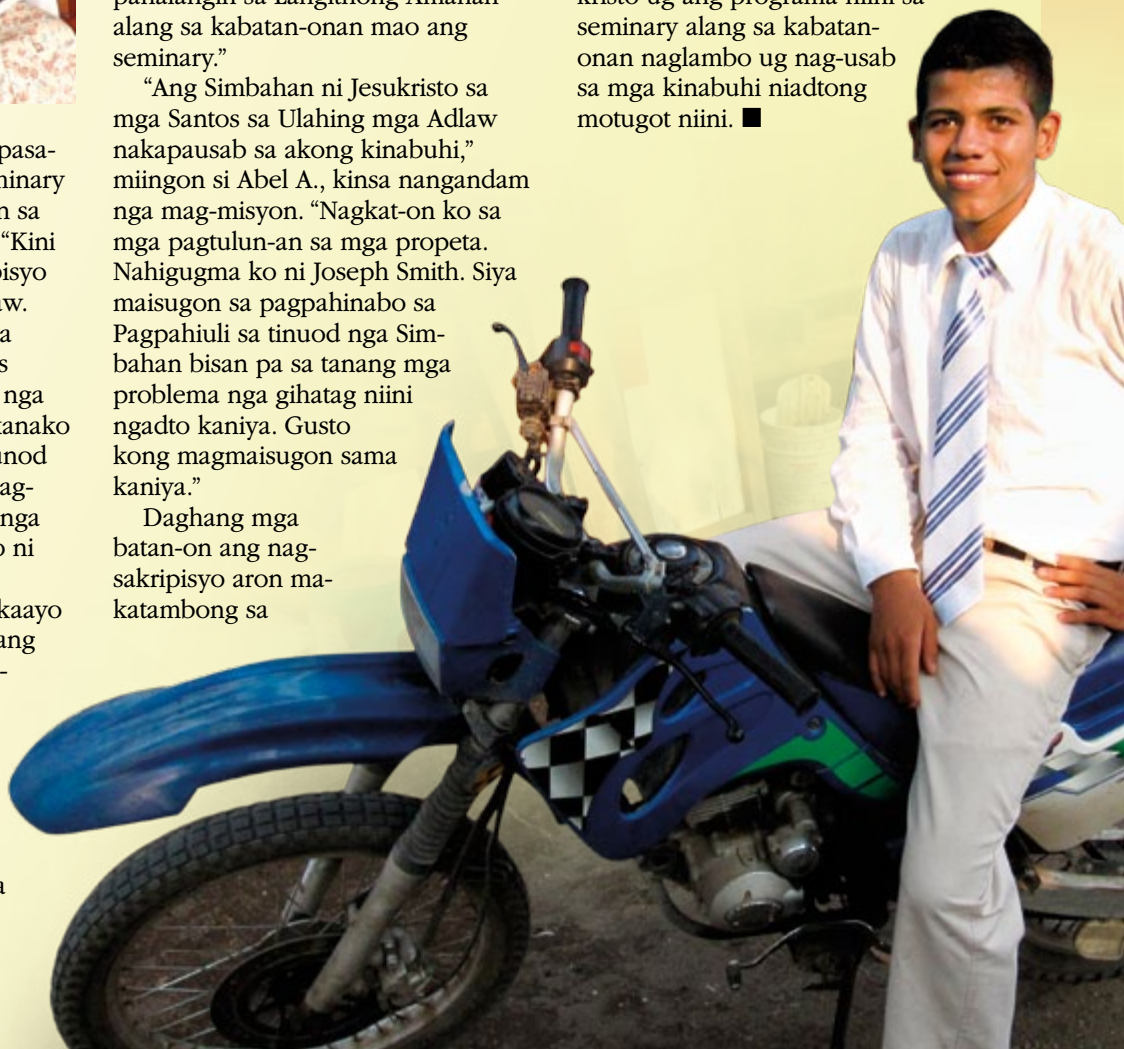 pasa-
minary
n sa
“Kini
isyo
aw.
a
s
nga
kanako
unod
ag-
nga
o ni
kaayo
ang
-
a
panalangin sa Langitnong Amahan
alang sa kabatan-onan mao ang
seminary.”
“Ang Simbahan ni Jesukristo sa
mga Santos sa Ulahing mga Adlaw
nakapausab sa akong kinabuhi,”
miingon si Abel A., kinsa nangandam
nga mag-misyon. “Nagkat-on ko sa
mga pagtulun-an sa mga propeta.
Nahigugma ko ni Joseph Smith. Siya
maisugon sa pagpahinabo sa
Pagpahiuli sa tinuod nga Sim-
bahan bisan pa sa tanang mga
problema nga gihatag niini
ngadto kaniya. Gusto
kong magmaisugon sama
kaniya.”
Daghang mga
batan-on ang nag-
sakripisyo aron ma-
katambong sa
kristo ug ang programa niini sa
seminary alang sa kabatan-
onan naglambo ug nag-usab
sa mga kinabuhi niadtong
motugot niini. ■